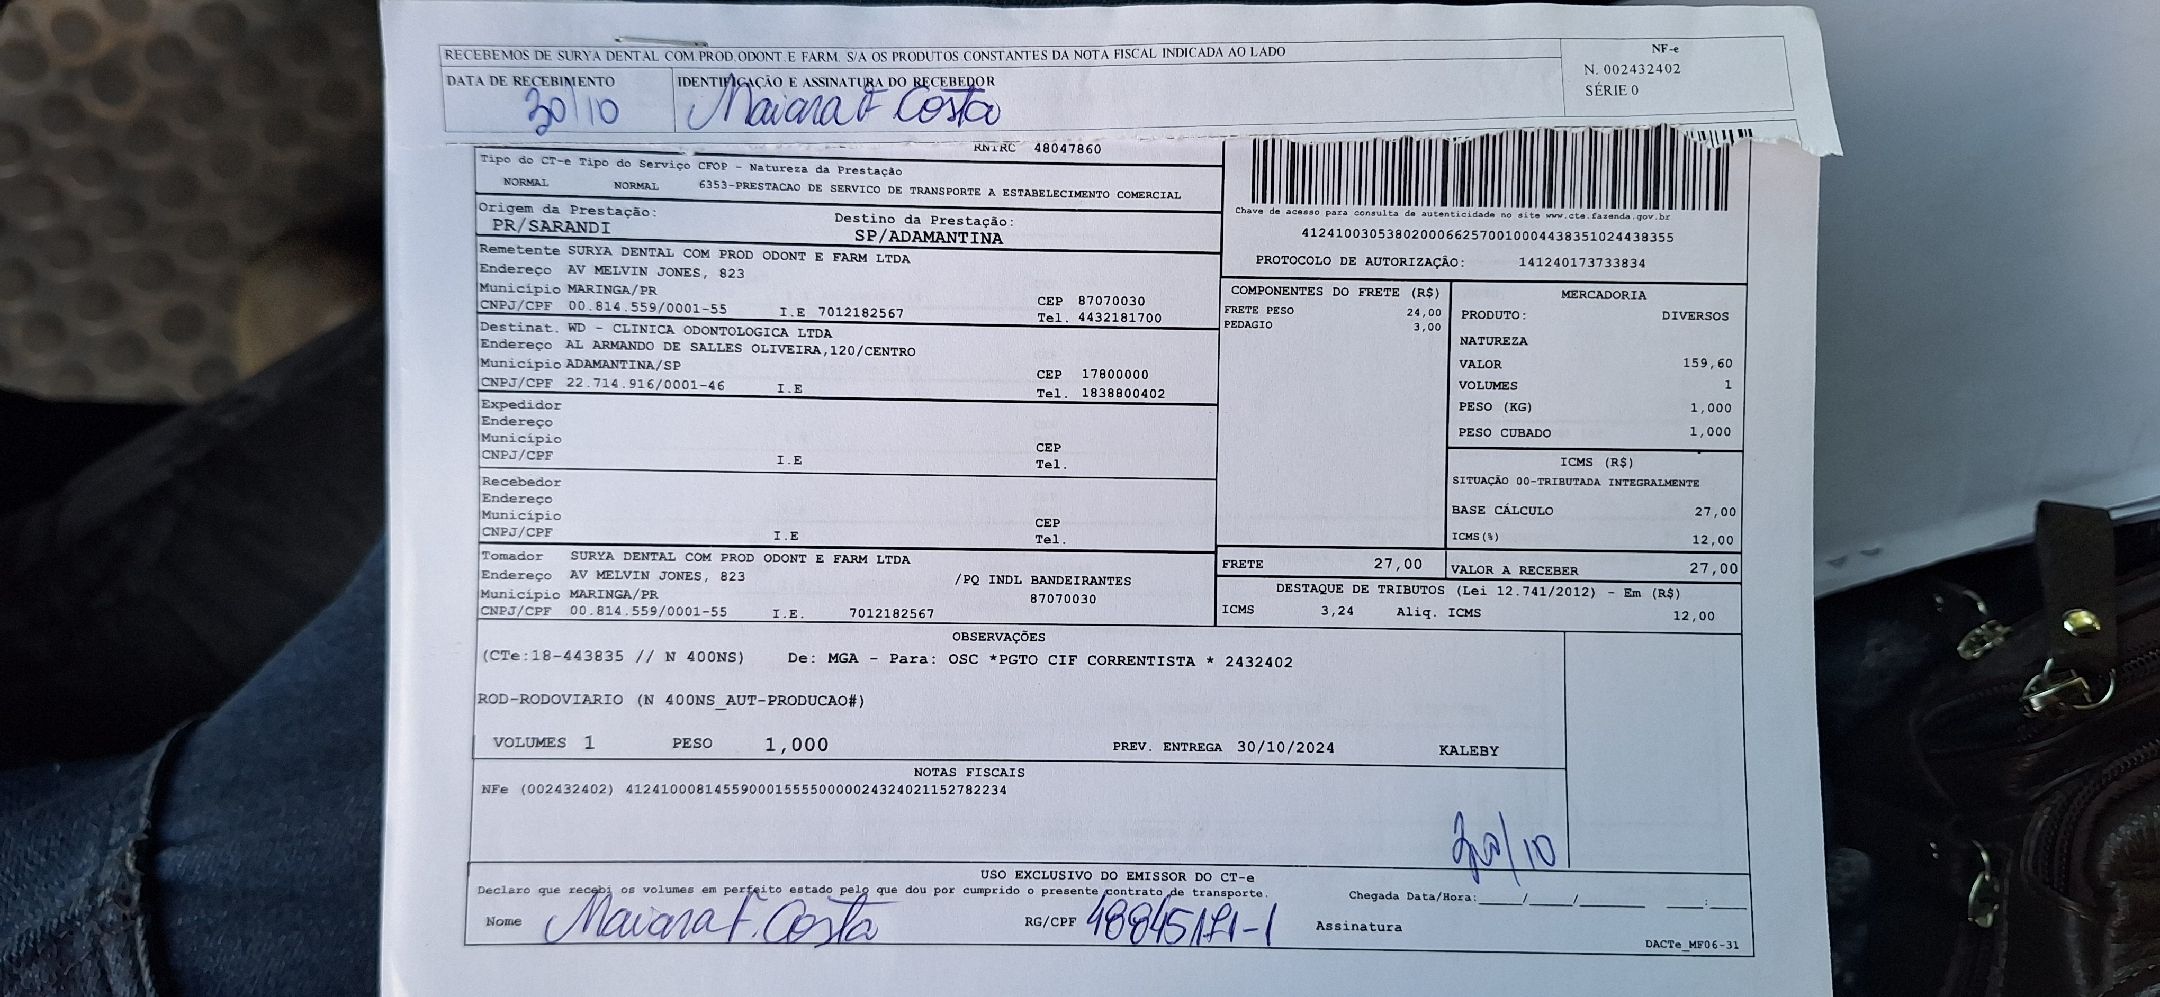 RECEBEMOS DE SURYA DENTAL COM.PROD.ODONT.E FARM. S/A OS PRODUTOS CONSTANTES DA NOTA FISCAL INDICADA AO LADO
NF-e
N. 002432402
SÉRIE 0
DATA DE RECEBIMENTO
30/10
IDENTIFICAÇÃO E ASSINATURA DO RECEBEDOR
Maiara F Costa
RNTRC 48047860
Tipo do CT-e Tipo do Serviço CFOP - Natureza da Prestação
NORMAL NORMAL 6353-PRESTACAO DE SERVICO DE TRANSPORTE A ESTABELECIMENTO COMERCIAL
Origem da Prestação: Destino da Prestação:
PR/SARANDI SP/ADAMANTINA
Chave de acesso para consulta de autenticidade no site www.cte.fazenda.gov.br
41241003053802000662570010004438351024438355
PROTOCOLO DE AUTORIZAÇÃO: 141240173733834
Remetente SURYA DENTAL COM PROD ODONT E FARM LTDA
Endereço AV MELVIN JONES, 823
Município MARINGA/PR CEP 87070030
CNPJ/CPF 00.814.559/0001-55 I.E 7012182567 Tel. 4432181700
Destinat. WD - CLINICA ODONTOLOGICA LTDA
Endereço AL ARMANDO DE SALLES OLIVEIRA,120/CENTRO
Município ADAMANTINA/SP CEP 17800000
CNPJ/CPF 22.714.916/0001-46 I.E Tel. 1838800402
Expedidor
Endereço
Município CEP
CNPJ/CPF I.E Tel.
Recebedor
Endereço
Município CEP
CNPJ/CPF I.E Tel.
Tomador SURYA DENTAL COM PROD ODONT E FARM LTDA
Endereço AV MELVIN JONES, 823 /PQ INDL BANDEIRANTES
Município MARINGA/PR 87070030
CNPJ/CPF 00.814.559/0001-55 I.E. 7012182567
COMPONENTES DO FRETE (R$)
FRETE PESO 24,00
PEDAGIO 3,00
MERCADORIA
PRODUTO: DIVERSOS
NATUREZA
VALOR 159,60
VOLUMES 1
PESO (KG) 1,000
PESO CUBADO 1,000
ICMS (R$)
SITUAÇÃO 00-TRIBUTADA INTEGRALMENTE
BASE CÁLCULO 27,00
ICMS(%) 12,00
FRETE 27,00 VALOR A RECEBER 27,00
DESTAQUE DE TRIBUTOS (Lei 12.741/2012) - Em (R$)
ICMS 3,24 Aliq. ICMS 12,00
OBSERVAÇÕES
(CTe:18-443835 // N 400NS) De: MGA - Para: OSC *PGTO CIF CORRENTISTA * 2432402
ROD-RODOVIARIO (N 400NS_AUT-PRODUCAO#)
VOLUMES 1 PESO 1,000 PREV. ENTREGA 30/10/2024 KALEBY
NOTAS FISCAIS
NFe (002432402) 41241000814559000155550000024324021152782234
30/10
USO EXCLUSIVO DO EMISSOR DO CT-e
Declaro que recebi os volumes em perfeito estado pelo que dou por cumprido o presente contrato de transporte.
Chegada Data/Hora:____/____/______ ____:____
Nome Maiara F. Costa RG/CPF Assinatura
DACTe_MF06-31